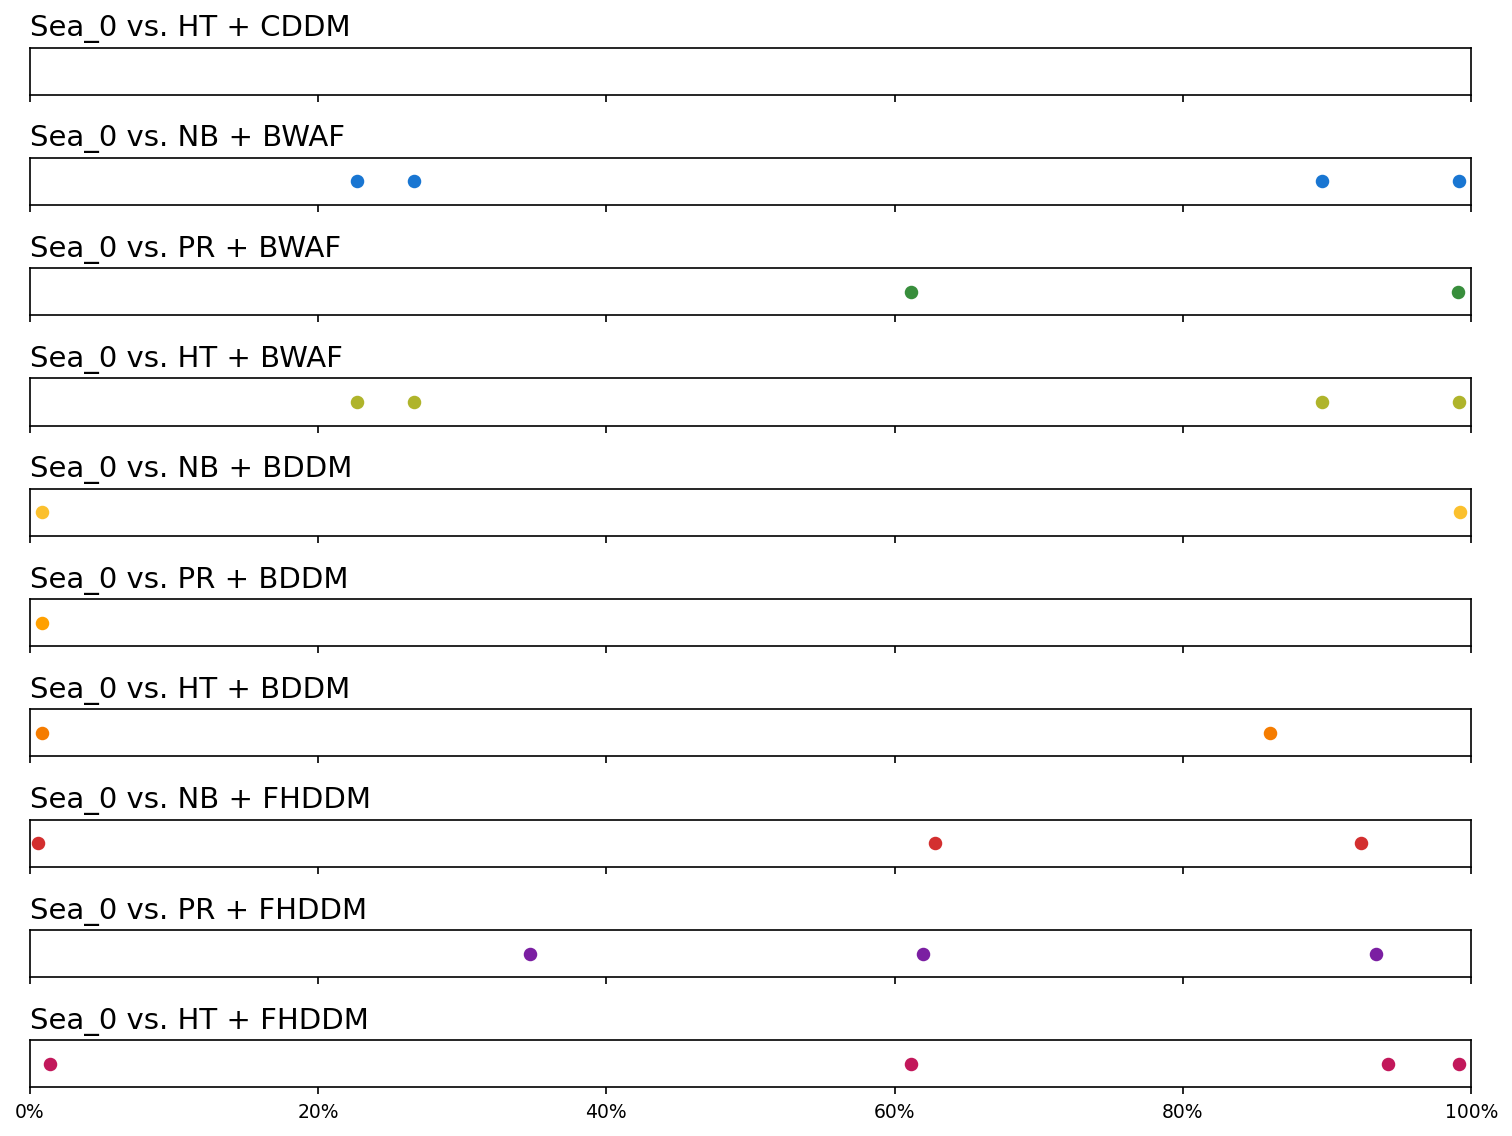 Sea_0 vs. HT + CDDM
Sea_0 vs. NB + BWAF
Sea_0 vs. PR + BWAF
Sea_0 vs. HT + BWAF
Sea_0 vs. NB + BDDM
Sea_0 vs. PR + BDDM
Sea_0 vs. HT + BDDM
Sea_0 vs. NB + FHDDM
Sea_0 vs. PR + FHDDM
Sea_0 vs. HT + FHDDM
0% 20% 40% 60% 80% 100%